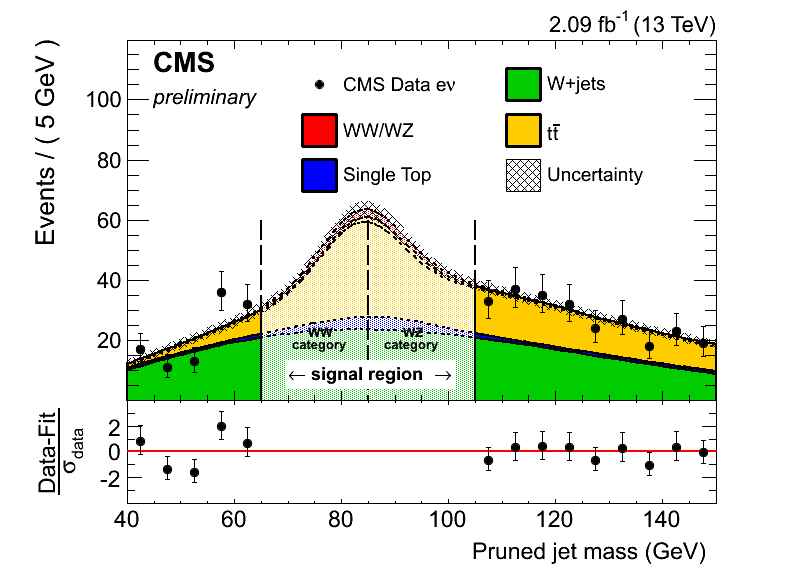 2.09 fb⁻¹ (13 TeV)
CMS
preliminary
CMS Data eν
W+jets
WW/WZ
tt̄
Single Top
Uncertainty
Events / ( 5 GeV )
100
80
60
40
20
WW category
WZ category
← signal region →
Data-Fit
σdata
2
0
-2
40 60 80 100 120 140
Pruned jet mass (GeV)